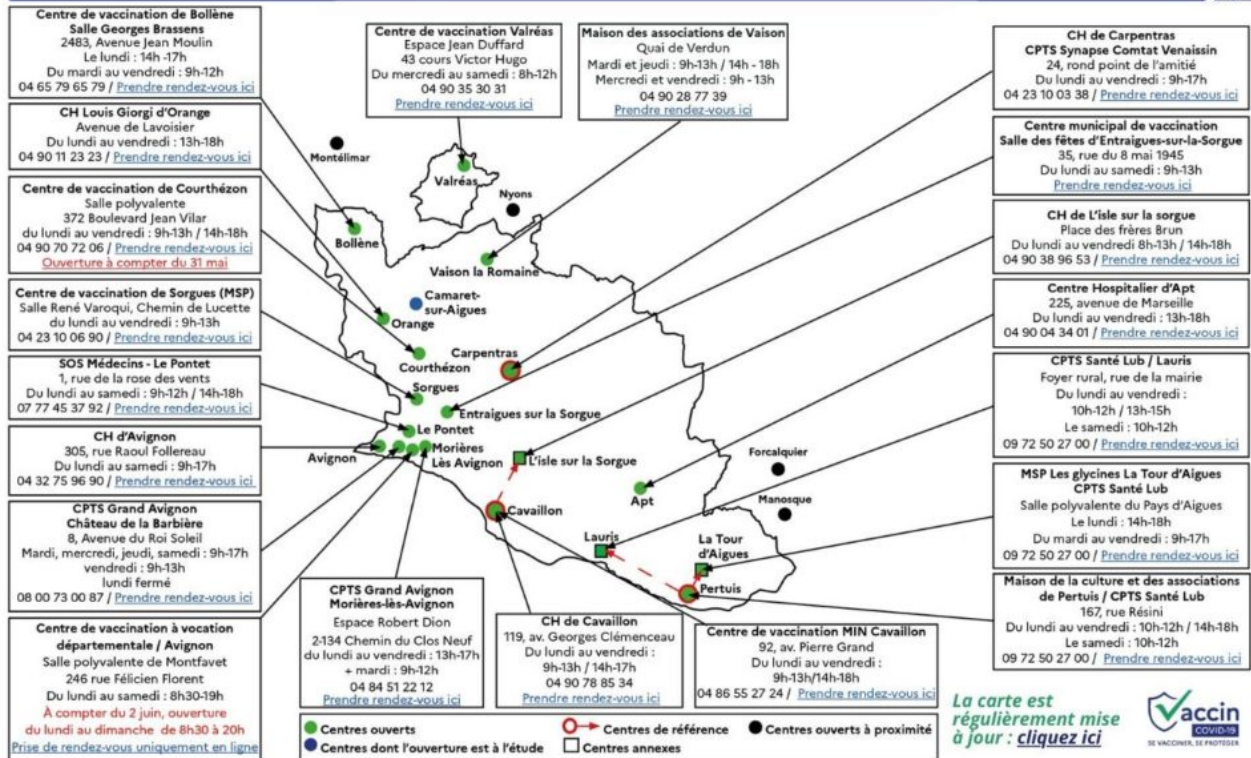 Centre de vaccination de Bollène
Salle Georges Brassens
2483, Avenue Jean Moulin
Le lundi : 14h -17h
Du mardi au vendredi : 9h-12h
04 65 79 65 79 / Prendre rendez-vous ici
CH Louis Giorgi d'Orange
Avenue de Lavoisier
Du lundi au vendredi : 13h-18h
04 90 11 23 23 / Prendre rendez-vous ici
Centre de vaccination de Courthézon
Salle polyvalente
372 Boulevard Jean Vilar
du lundi au vendredi : 9h-13h / 14h-18h
04 90 70 72 06 / Prendre rendez-vous ici
Ouverture à compter du 31 mai
Centre de vaccination de Sorgues (MSP)
Salle René Varoqui, Chemin de Lucette
du lundi au vendredi : 9h-13h
04 23 10 06 90 / Prendre rendez-vous ici
SOS Médecins - Le Pontet
1, rue de la rose des vents
Du lundi au samedi : 9h-12h / 14h-18h
07 77 45 37 92 / Prendre rendez-vous ici
CH d'Avignon
305, rue Raoul Follereau
Du lundi au samedi : 9h-17h
04 32 75 96 90 / Prendre rendez-vous ici
CPTS Grand Avignon
Château de la Barbière
8, Avenue du Roi Soleil
Mardi, mercredi, jeudi, samedi : 9h-17h
vendredi : 9h-13h
lundi fermé
08 00 73 00 87 / Prendre rendez-vous ici
Centre de vaccination à vocation
départementale / Avignon
Salle polyvalente de Montfavet
246 rue Félicien Florent
Du lundi au samedi : 8h30-19h
À compter du 2 juin, ouverture
du lundi au dimanche de 8h30 à 20h
Prise de rendez-vous uniquement en ligne
Centre de vaccination Valréas
Espace Jean Duffard
43 cours Victor Hugo
Du mercredi au samedi : 8h-12h
04 90 35 30 31
Prendre rendez-vous ici
Maison des associations de Vaison
Quai de Verdun
Mardi et jeudi : 9h-13h / 14h - 18h
Mercredi et vendredi : 9h - 13h
04 90 28 77 39
Prendre rendez-vous ici
Montélimar
Valréas
Nyons
Bollène
Vaison la Romaine
Camaret-
sur-Aigues
Orange
Carpentras
Courthézon
Sorgues
Entraigues sur la Sorgue
Le Pontet
Avignon
Morières
Lès Avignon
L'isle sur la Sorgue
Forcalquier
Apt
Manosque
Cavaillon
Lauris
La Tour
d'Aigues
Pertuis
CPTS Grand Avignon
Morières-lès-Avignon
Espace Robert Dion
2-134 Chemin du Clos Neuf
du lundi au vendredi : 13h-17h
+ mardi : 9h-12h
04 84 51 22 12
Prendre rendez-vous ici
CH de Cavaillon
119, av. Georges Clémenceau
Du lundi au vendredi :
9h-13h / 14h-17h
04 90 78 85 34
Prendre rendez-vous ici
Centre de vaccination MIN Cavaillon
92, av. Pierre Grand
Du lundi au vendredi :
9h-13h/14h-18h
04 86 55 27 24 / Prendre rendez-vous ici
CH de Carpentras
CPTS Synapse Comtat Venaissin
24, rond point de l'amitié
Du lundi au vendredi : 9h-17h
04 23 10 03 38 / Prendre rendez-vous ici
Centre municipal de vaccination
Salle des fêtes d'Entraigues-sur-la-Sorgue
35, rue du 8 mai 1945
Du lundi au samedi : 9h-13h
Prendre rendez-vous ici
CH de L'isle sur la sorgue
Place des frères Brun
Du lundi au vendredi 8h-13h / 14h-18h
04 90 38 96 53 / Prendre rendez-vous ici
Centre Hospitalier d'Apt
225, avenue de Marseille
Du lundi au vendredi : 13h-18h
04 90 04 34 01 / Prendre rendez-vous ici
CPTS Santé Lub / Lauris
Foyer rural, rue de la mairie
Du lundi au vendredi :
10h-12h / 13h-15h
Le samedi : 10h-12h
09 72 50 27 00 / Prendre rendez-vous ici
MSP Les glycines La Tour d'Aigues
CPTS Santé Lub
Salle polyvalente du Pays d'Aigues
Le lundi : 14h-18h
Du mardi au vendredi : 9h-17h
09 72 50 27 00 / Prendre rendez-vous ici
Maison de la culture et des associations
de Pertuis / CPTS Santé Lub
167, rue Résini
Du lundi au vendredi : 10h-12h / 14h-18h
Le samedi : 10h-12h
09 72 50 27 00 / Prendre rendez-vous ici
Centres ouverts
Centres de référence
Centres ouverts à proximité
Centres dont l'ouverture est à l'étude
Centres annexes
La carte est
régulièrement mise
à jour : cliquez ici
Vaccin
COVID-19
SE VACCINER, SE PROTÉGER